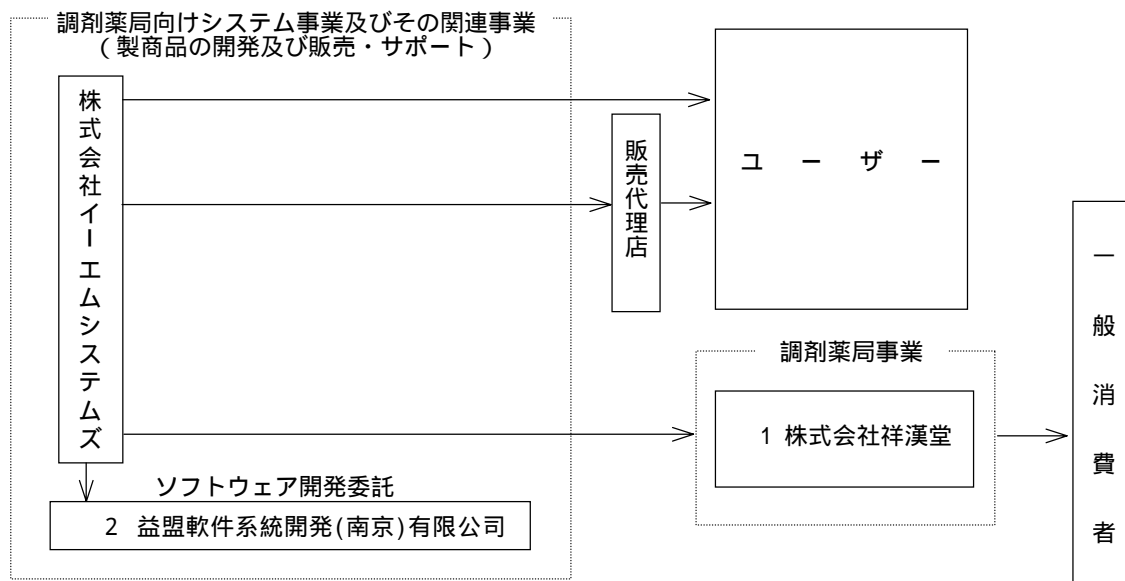 調剤薬局向けシステム事業及びその関連事業
(製商品の開発及び販売・サポート)
株式会社イーエムシステムズ
販売代理店
ユーザー
一般消費者
調剤薬局事業
1 株式会社祥漢堂
ソフトウェア開発委託
2 益盟軟件系統開発(南京)有限公司